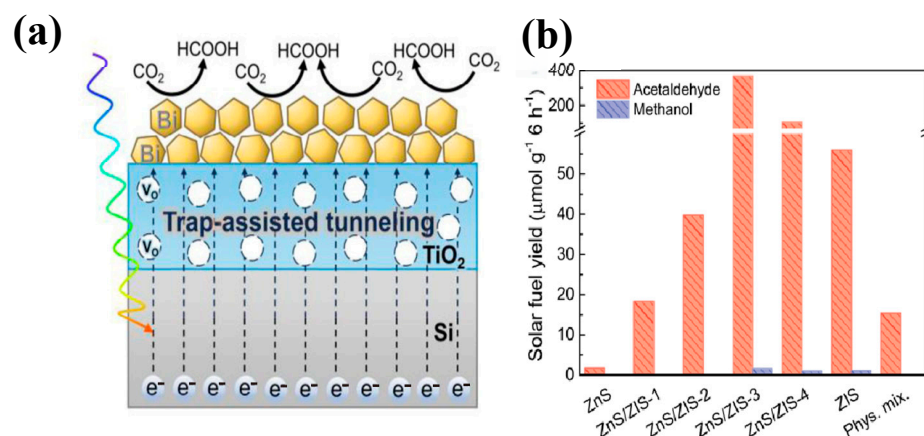 (a)
CO2
HCOOH
CO2
HCOOH
CO2
HCOOH
CO2
Bi
Bi
Vo
Trap-assisted tunneling
Vo
TiO2
Si
e- e- e- e- e- e- e- e- e- e-
(b)
Solar fuel yield (μmol g-1 6 h-1)
400
200
50
40
30
20
10
0
Acetaldehyde
Methanol
ZnS
ZnS/ZIS-1
ZnS/ZIS-2
ZnS/ZIS-3
ZnS/ZIS-4
ZIS
Phys. mix.